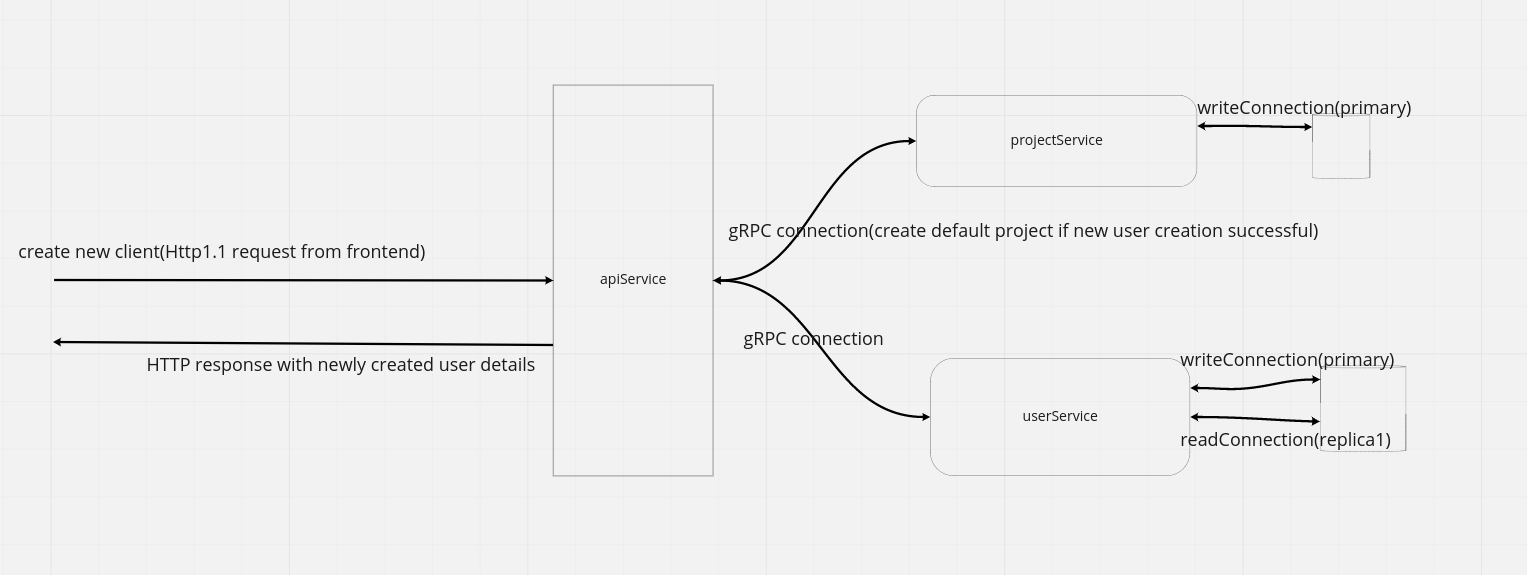 writeConnection(primary)
projectService
gRPC connection(create default project if new user creation successful)
create new client(Http1.1 request from frontend)
apiService
gRPC connection
HTTP response with newly created user details
writeConnection(primary)
userService
readConnection(replica1)